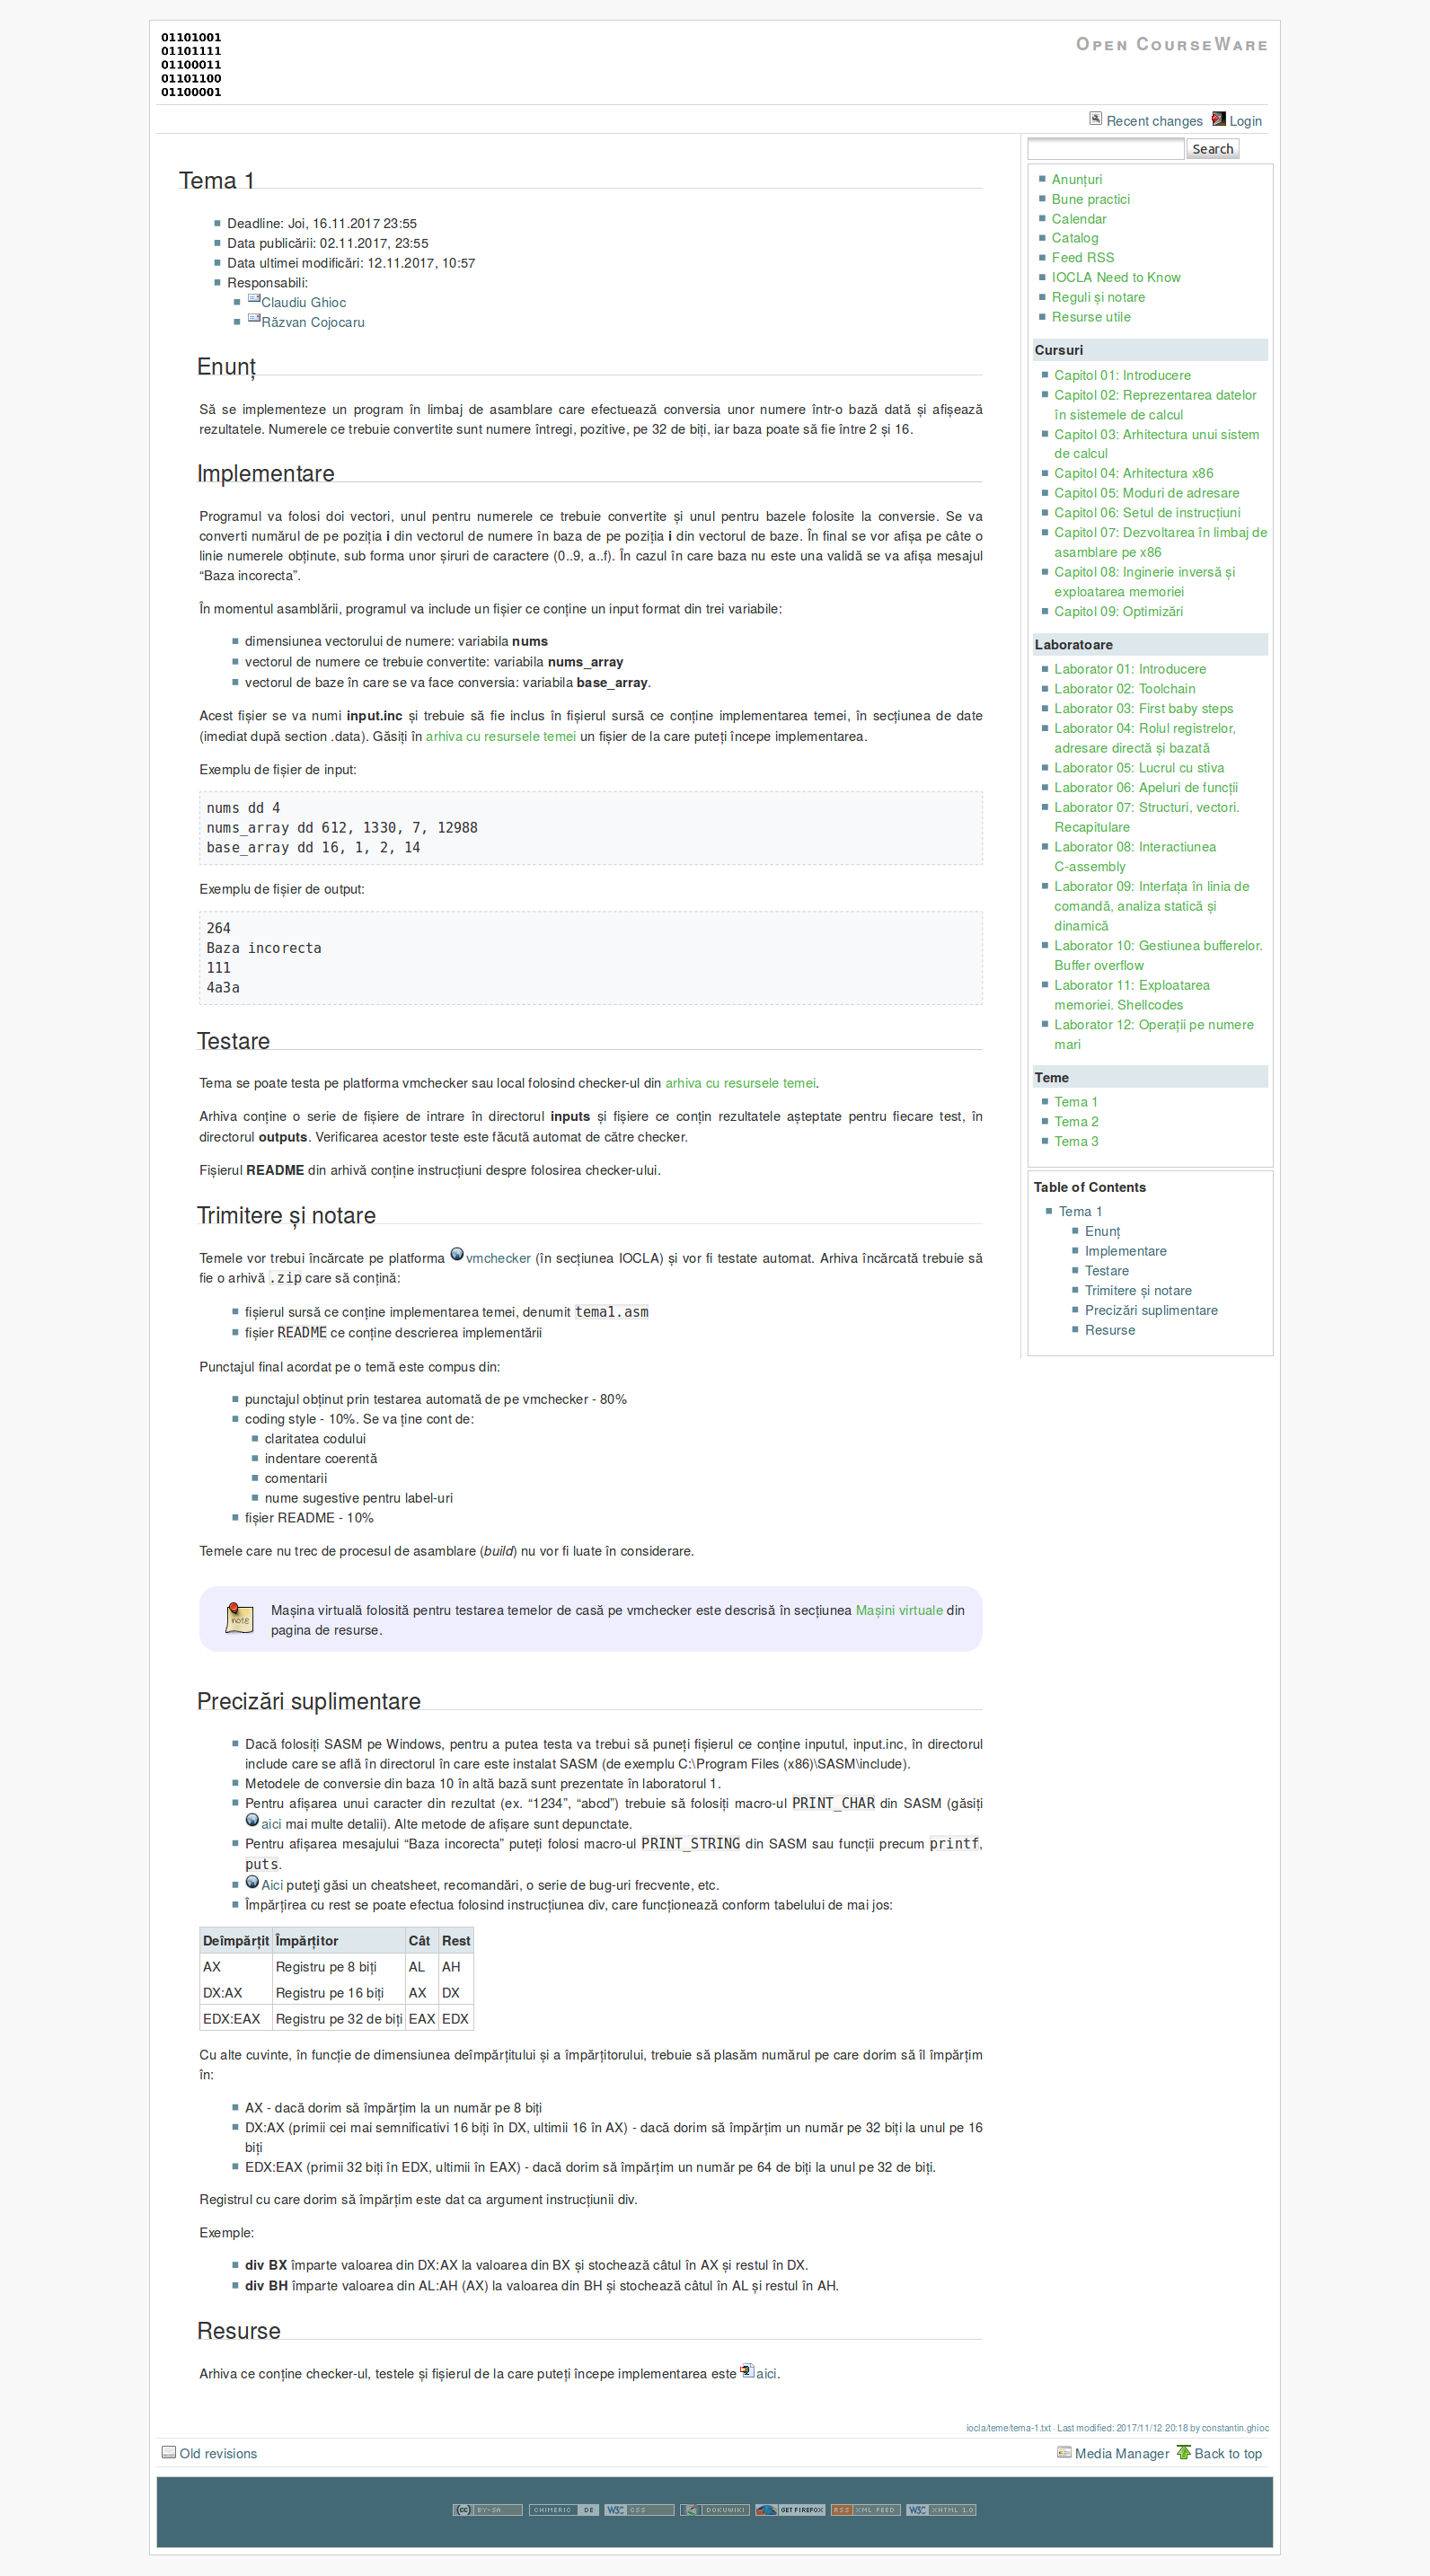 01101001
01101111
01100011
01101100
01100001
Open CourseWare
Recent changes Login
Search
Tema 1
Deadline: Joi, 16.11.2017 23:55
Data publicării: 02.11.2017, 23:55
Data ultimei modificări: 12.11.2017, 10:57
Responsabili:
Claudiu Ghioc
Răzvan Cojocaru
Enunț
Să se implementeze un program în limbaj de asamblare care efectuează conversia unor numere într-o bază dată și afișează
rezultatele. Numerele ce trebuie convertite sunt numere întregi, pozitive, pe 32 de biți, iar baza poate să fie între 2 și 16.
Implementare
Programul va folosi doi vectori, unul pentru numerele ce trebuie convertite și unul pentru bazele folosite la conversie. Se va
converti numărul de pe poziția i din vectorul de numere în baza de pe poziția i din vectorul de baze. În final se vor afișa pe câte o
linie numerele obținute, sub forma unor șiruri de caractere (0..9, a..f). În cazul în care baza nu este una validă se va afișa mesajul
“Baza incorecta”.
În momentul asamblării, programul va include un fișier ce conține un input format din trei variabile:
dimensiunea vectorului de numere: variabila nums
vectorul de numere ce trebuie convertite: variabila nums_array
vectorul de baze în care se va face conversia: variabila base_array.
Acest fișier se va numi input.inc și trebuie să fie inclus în fișierul sursă ce conține implementarea temei, în secțiunea de date
(imediat după section .data). Găsiți în arhiva cu resursele temei un fișier de la care puteți începe implementarea.
Exemplu de fișier de input:
nums dd 4
nums_array dd 612, 1330, 7, 12988
base_array dd 16, 1, 2, 14
Exemplu de fișier de output:
264
Baza incorecta
111
4a3a
Testare
Tema se poate testa pe platforma vmchecker sau local folosind checker-ul din arhiva cu resursele temei.
Arhiva conține o serie de fișiere de intrare în directorul inputs și fișiere ce conțin rezultatele așteptate pentru fiecare test, în
directorul outputs. Verificarea acestor teste este făcută automat de către checker.
Fișierul README din arhivă conține instrucțiuni despre folosirea checker-ului.
Trimitere și notare
Temele vor trebui încărcate pe platforma vmchecker (în secțiunea IOCLA) și vor fi testate automat. Arhiva încărcată trebuie să
fie o arhivă .zip care să conțină:
fișierul sursă ce conține implementarea temei, denumit tema1.asm
fișier README ce conține descrierea implementării
Punctajul final acordat pe o temă este compus din:
punctajul obținut prin testarea automată de pe vmchecker - 80%
coding style - 10%. Se va ține cont de:
claritatea codului
indentare coerentă
comentarii
nume sugestive pentru label-uri
fișier README - 10%
Temele care nu trec de procesul de asamblare (build) nu vor fi luate în considerare.
note
Mașina virtuală folosită pentru testarea temelor de casă pe vmchecker este descrisă în secțiunea Mașini virtuale din
pagina de resurse.
Precizări suplimentare
Dacă folosiți SASM pe Windows, pentru a putea testa va trebui să puneți fișierul ce conține inputul, input.inc, în directorul
include care se află în directorul în care este instalat SASM (de exemplu C:\Program Files (x86)\SASM\include).
Metodele de conversie din baza 10 în altă bază sunt prezentate în laboratorul 1.
Pentru afișarea unui caracter din rezultat (ex. “1234”, “abcd”) trebuie să folosiți macro-ul PRINT_CHAR din SASM (găsiți
aici mai multe detalii). Alte metode de afișare sunt depunctate.
Pentru afișarea mesajului “Baza incorecta” puteți folosi macro-ul PRINT_STRING din SASM sau funcții precum printf,
puts.
Aici puteți găsi un cheatsheet, recomandări, o serie de bug-uri frecvente, etc.
Împărțirea cu rest se poate efectua folosind instrucțiunea div, care funcționează conform tabelului de mai jos:
Deîmpărțit Împărțitor Cât Rest
AX Registru pe 8 biți AL AH
DX:AX Registru pe 16 biți AX DX
EDX:EAX Registru pe 32 de biți EAX EDX
Cu alte cuvinte, în funcție de dimensiunea deîmpărțitului și a împărțitorului, trebuie să plasăm numărul pe care dorim să îl împărțim
în:
AX - dacă dorim să împărțim la un număr pe 8 biți
DX:AX (primii cei mai semnificativi 16 biți în DX, ultimii 16 în AX) - dacă dorim să împărțim un număr pe 32 biți la unul pe 16
biți
EDX:EAX (primii 32 biți în EDX, ultimii în EAX) - dacă dorim să împărțim un număr pe 64 de biți la unul pe 32 de biți.
Registrul cu care dorim să împărțim este dat ca argument instrucțiunii div.
Exemple:
div BX împarte valoarea din DX:AX la valoarea din BX și stochează câtul în AX și restul în DX.
div BH împarte valoarea din AL:AH (AX) la valoarea din BH și stochează câtul în AL și restul în AH.
Resurse
Arhiva ce conține checker-ul, testele și fișierul de la care puteți începe implementarea este aici.
Anunțuri
Bune practici
Calendar
Catalog
Feed RSS
IOCLA Need to Know
Reguli și notare
Resurse utile
Cursuri
Capitol 01: Introducere
Capitol 02: Reprezentarea datelor
în sistemele de calcul
Capitol 03: Arhitectura unui sistem
de calcul
Capitol 04: Arhitectura x86
Capitol 05: Moduri de adresare
Capitol 06: Setul de instrucțiuni
Capitol 07: Dezvoltarea în limbaj de
asamblare pe x86
Capitol 08: Inginerie inversă și
exploatarea memoriei
Capitol 09: Optimizări
Laboratoare
Laborator 01: Introducere
Laborator 02: Toolchain
Laborator 03: First baby steps
Laborator 04: Rolul registrelor,
adresare directă și bazată
Laborator 05: Lucrul cu stiva
Laborator 06: Apeluri de funcții
Laborator 07: Structuri, vectori.
Recapitulare
Laborator 08: Interactiunea
C-assembly
Laborator 09: Interfața în linia de
comandă, analiza statică și
dinamică
Laborator 10: Gestiunea bufferelor.
Buffer overflow
Laborator 11: Exploatarea
memoriei. Shellcodes
Laborator 12: Operații pe numere
mari
Teme
Tema 1
Tema 2
Tema 3
Table of Contents
Tema 1
Enunț
Implementare
Testare
Trimitere și notare
Precizări suplimentare
Resurse
iocla/teme/tema-1.txt · Last modified: 2017/11/12 20:18 by constantin.ghioc
Old revisions Media Manager Back to top
(cc) BY-SA CHIMERIC DE W3C CSS DOKUWIKI GET FIREFOX RSS XML FEED W3C XHTML 1.0